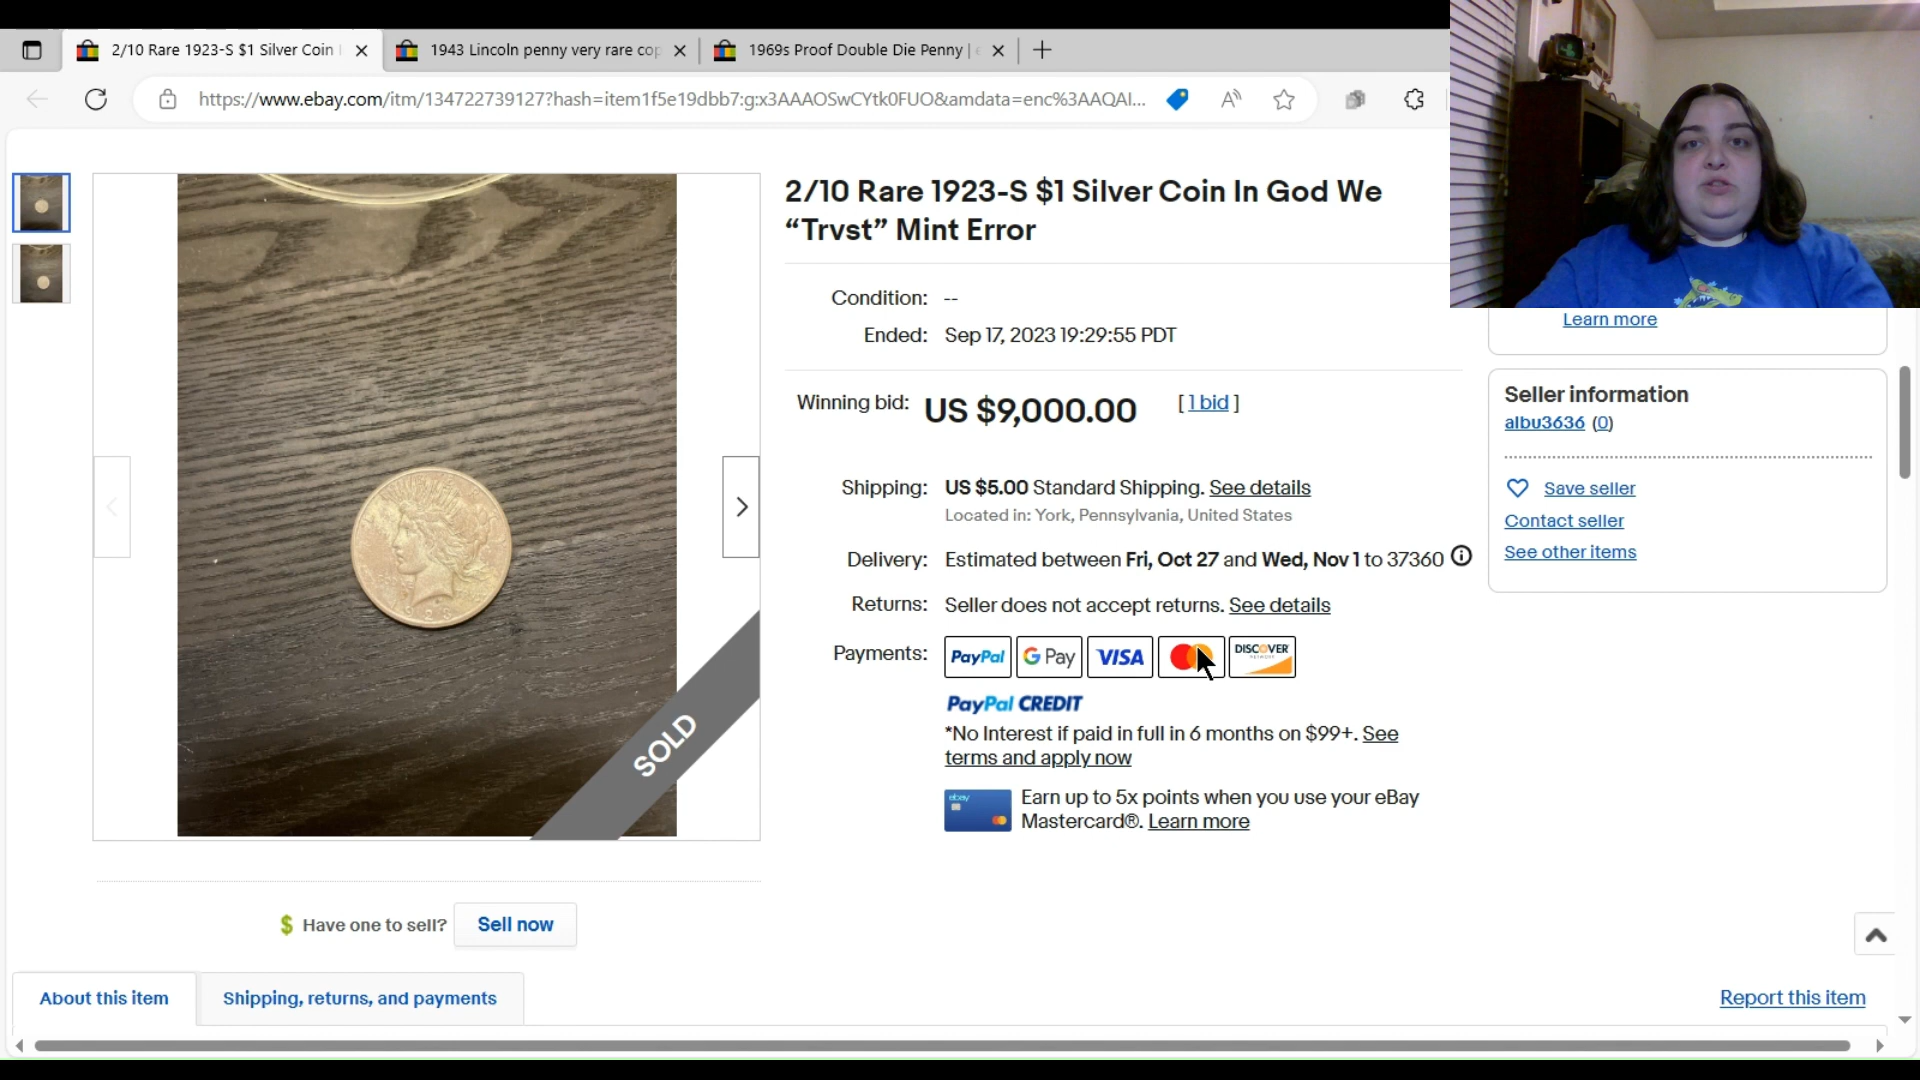 2/10 Rare 1923-S $1 Silver Coin
1943 Lincoln penny very rare cop
1969s Proof Double Die Penny |
https://www.ebay.com/itm/134722739127?hash=item1f5e19dbb7:g:x3AAAOSwCYtk0FUO&amdata=enc%3AAQAI...
2/10 Rare 1923-S $1 Silver Coin In God We
“Trvst” Mint Error
Condition: --
Ended: Sep 17, 2023 19:29:55 PDT
Winning bid: US $9,000.00 [ 1 bid ]
Shipping: US $5.00 Standard Shipping. See details
Located in: York, Pennsylvania, United States
Delivery: Estimated between Fri, Oct 27 and Wed, Nov 1 to 37360
Returns: Seller does not accept returns. See details
Payments: PayPal G Pay VISA DISCOVER
PayPal CREDIT
*No Interest if paid in full in 6 months on $99+. See
terms and apply now
ebay
Earn up to 5x points when you use your eBay
Mastercard®. Learn more
Learn more
Seller information
albu3636 (0)
Save seller
Contact seller
See other items
SOLD
Have one to sell? Sell now
About this item
Shipping, returns, and payments
Report this item